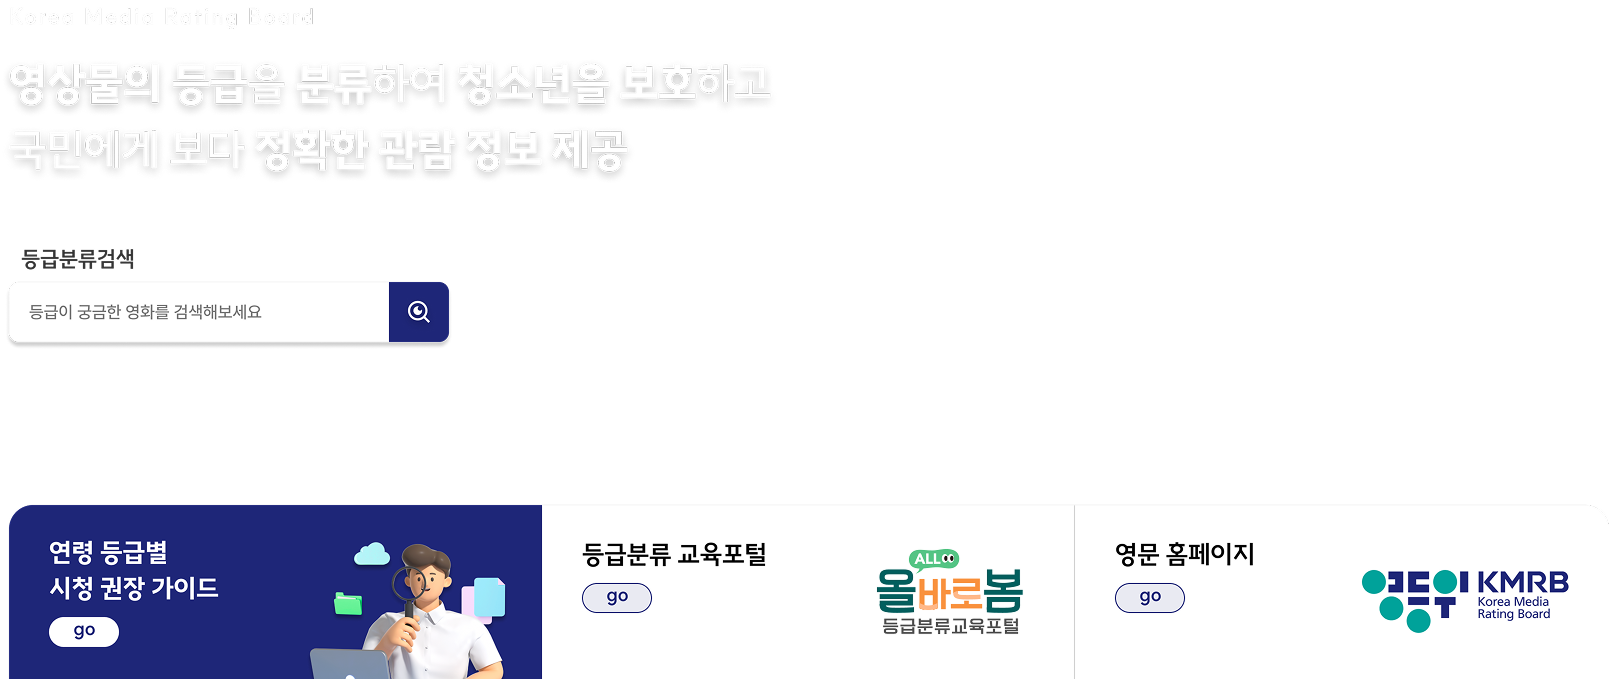 Korea Media Rating Board
영상물의 등급을 분류하여 청소년을 보호하고
국민에게 보다 정확한 관람 정보 제공
등급분류검색
등급이 궁금한 영화를 검색해보세요
연령 등급별
시청 권장 가이드
go
등급분류 교육포털
go
ALL
올바로봄
등급분류교육포털
영문 홈페이지
go
KMRB
Korea Media
Rating Board